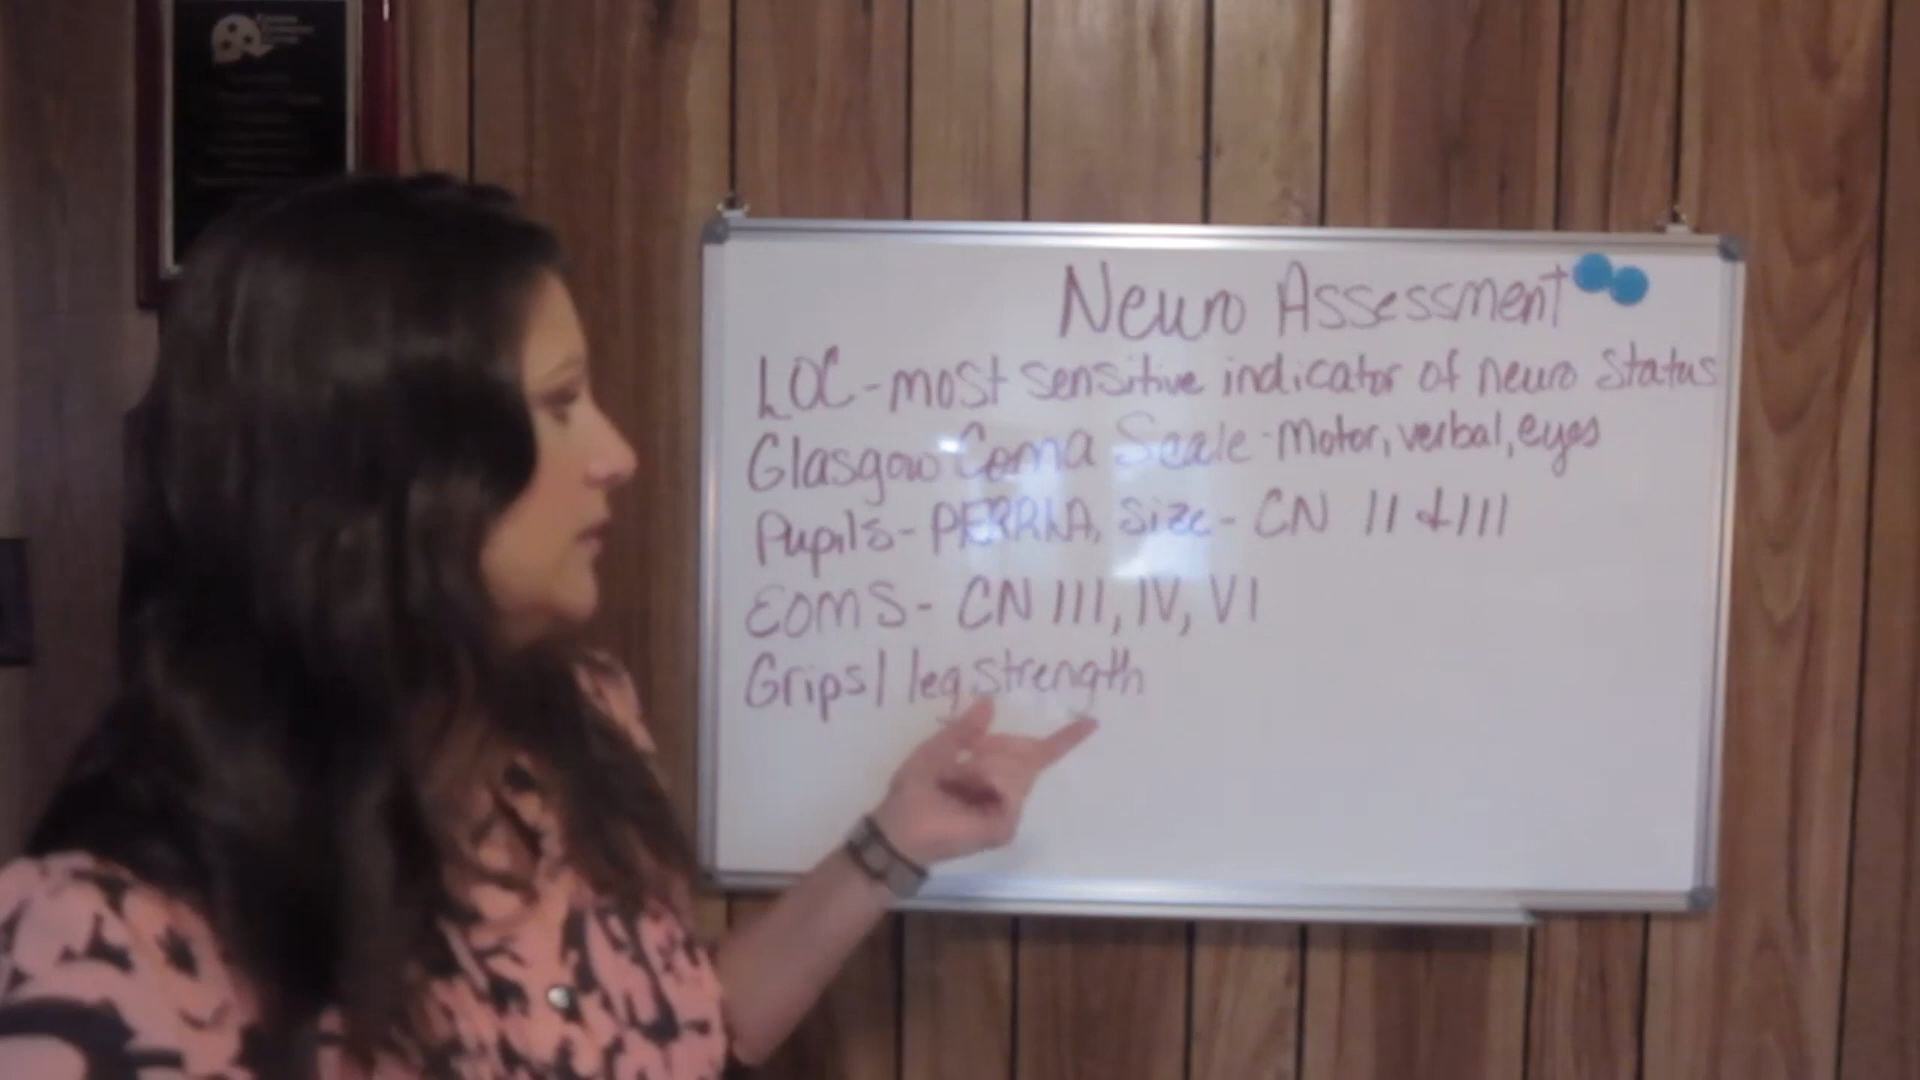 Neuro Assessment
LOC - most sensitive indicator of neuro status
Glasgow Coma Scale - Motor, verbal, eyes
Pupils - PERRLA, size - CN II & III
EOMS - CN III, IV, VI
Grips/leg strength